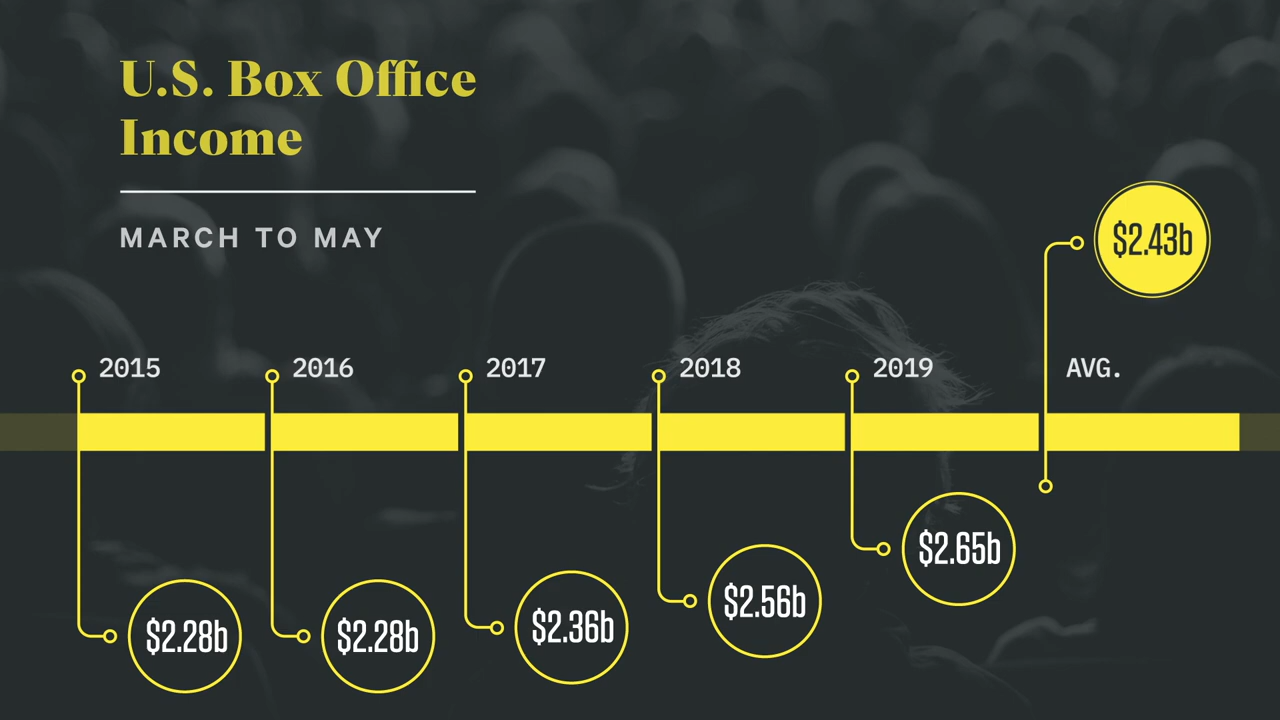 U.S. Box Office
Income
MARCH TO MAY
2015
2016
2017
2018
2019
AVG.
$2.28b
$2.28b
$2.36b
$2.56b
$2.65b
$2.43b